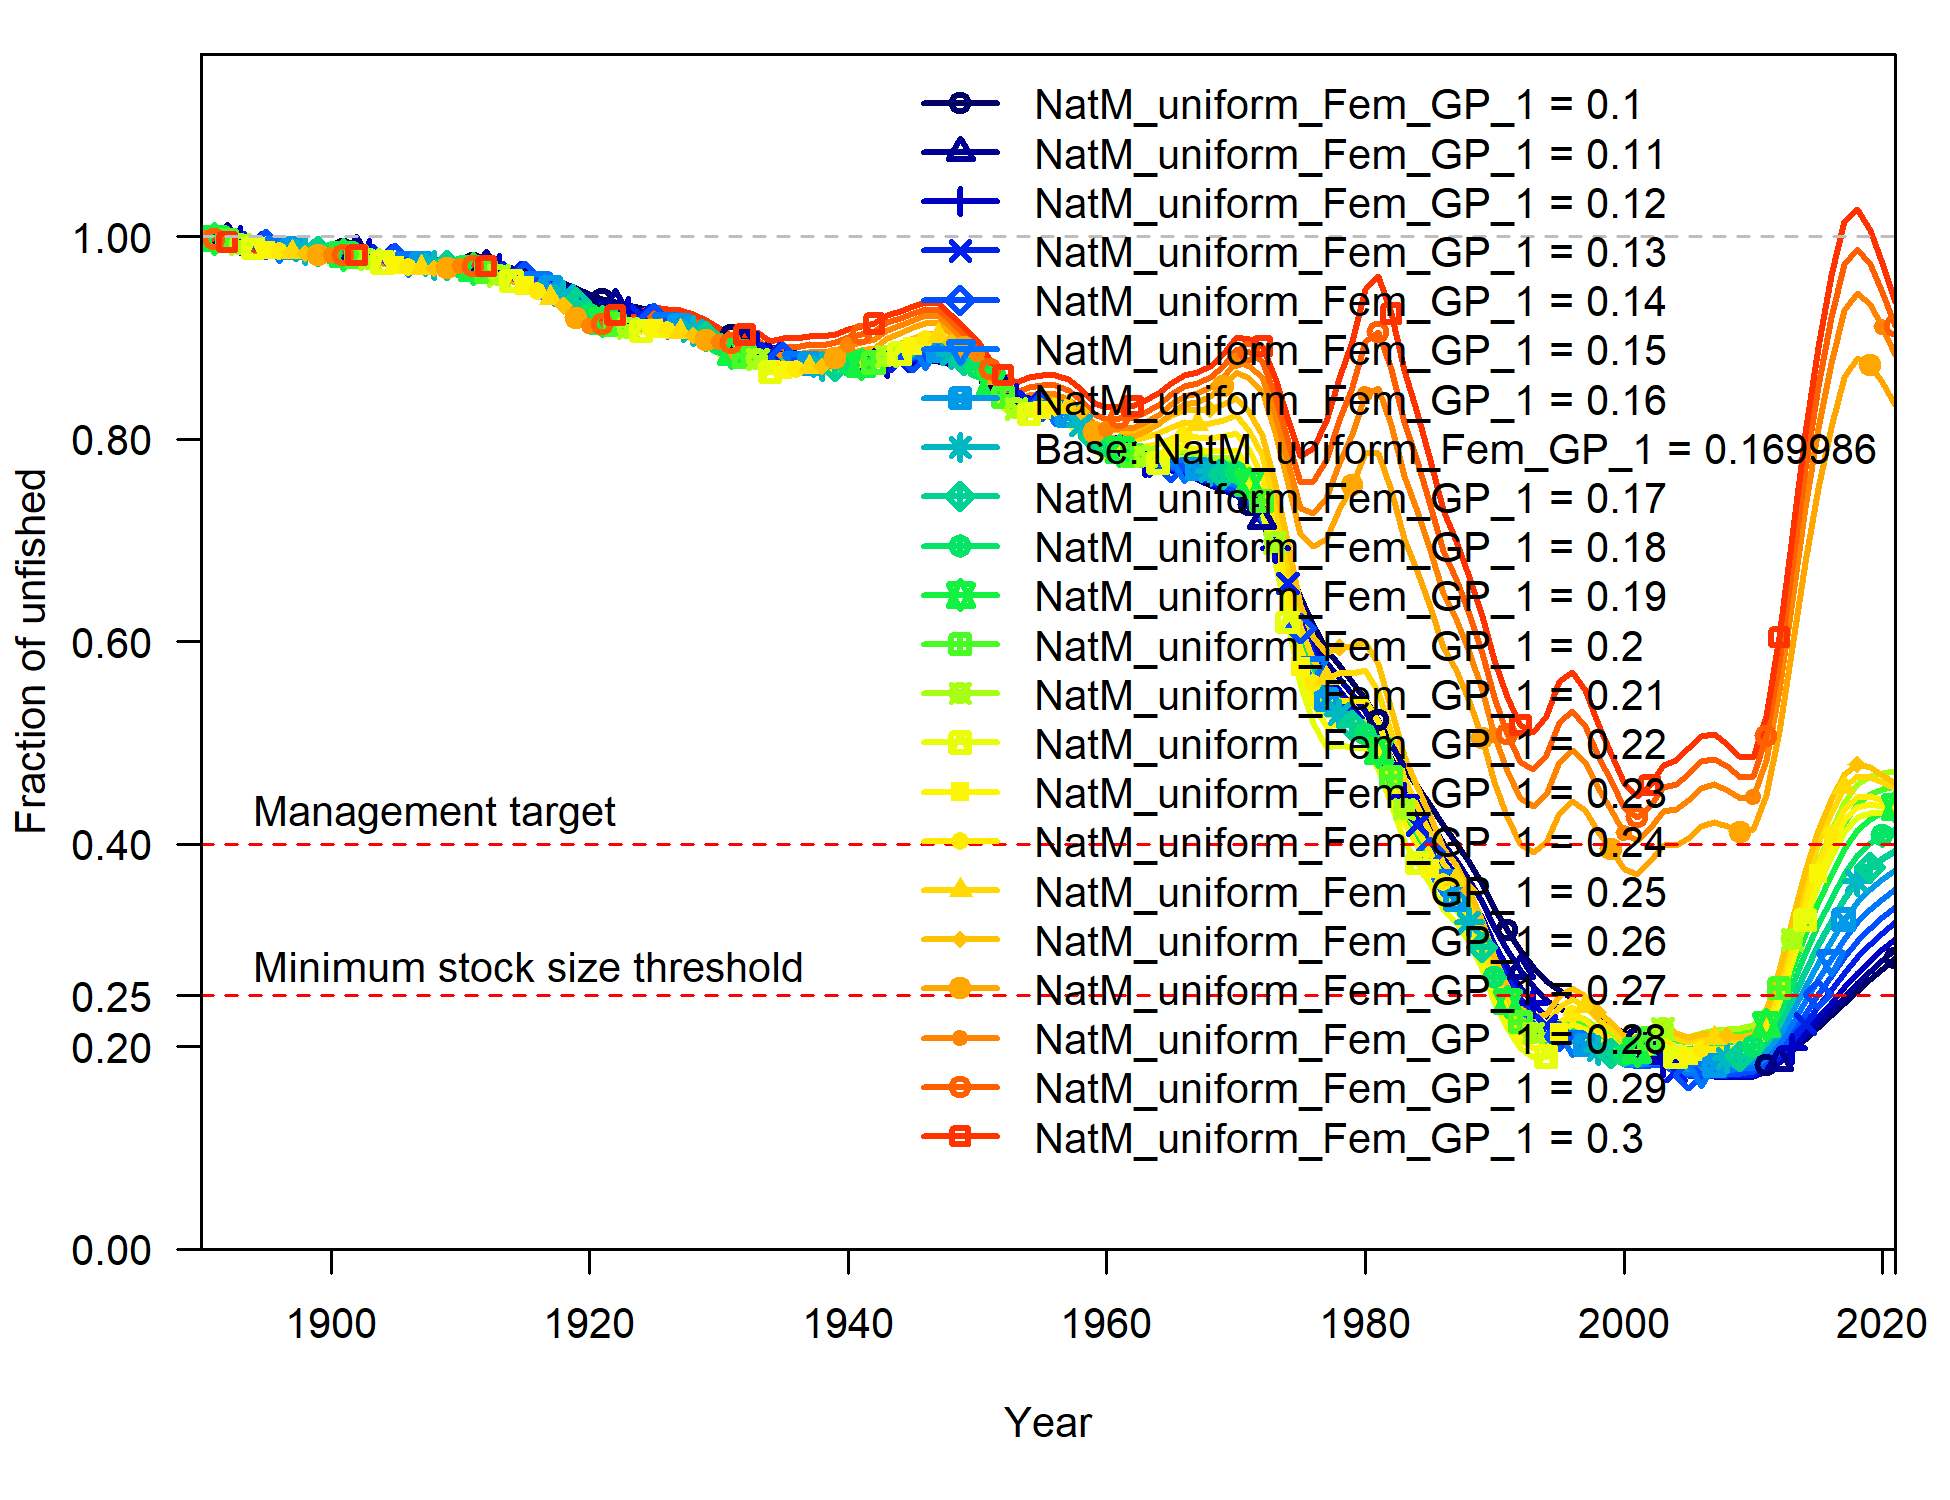 NatM_uniform_Fem_GP_1 = 0.1
NatM_uniform_Fem_GP_1 = 0.11
NatM_uniform_Fem_GP_1 = 0.12
NatM_uniform_Fem_GP_1 = 0.13
NatM_uniform_Fem_GP_1 = 0.14
NatM_uniform_Fem_GP_1 = 0.15
NatM_uniform_Fem_GP_1 = 0.16
Base: NatM_uniform_Fem_GP_1 = 0.169986
NatM_uniform_Fem_GP_1 = 0.17
NatM_uniform_Fem_GP_1 = 0.18
NatM_uniform_Fem_GP_1 = 0.19
NatM_uniform_Fem_GP_1 = 0.2
NatM_uniform_Fem_GP_1 = 0.21
NatM_uniform_Fem_GP_1 = 0.22
NatM_uniform_Fem_GP_1 = 0.23
NatM_uniform_Fem_GP_1 = 0.24
NatM_uniform_Fem_GP_1 = 0.25
NatM_uniform_Fem_GP_1 = 0.26
NatM_uniform_Fem_GP_1 = 0.27
NatM_uniform_Fem_GP_1 = 0.28
NatM_uniform_Fem_GP_1 = 0.29
NatM_uniform_Fem_GP_1 = 0.3
Management target
Minimum stock size threshold
Fraction of unfished
1.00
0.80
0.60
0.40
0.25
0.20
0.00
1900
1920
1940
1960
1980
2000
2020
Year